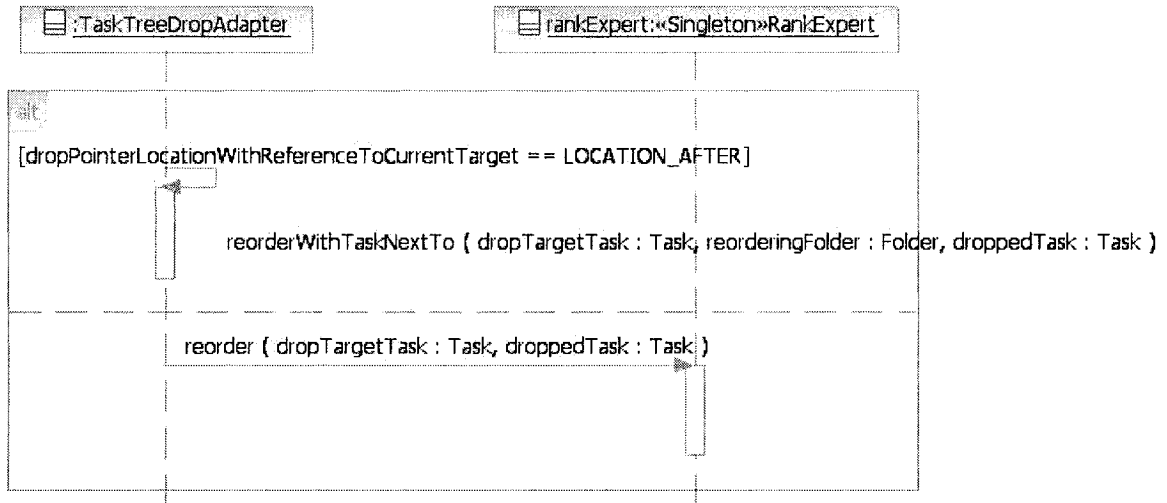 :TaskTreeDropAdapter
rankExpert:«Singleton»RankExpert
alt
[dropPointerLocationWithReferenceToCurrentTarget == LOCATION_AFTER]
reorderWithTaskNextTo ( dropTargetTask : Task, reorderingFolder : Folder, droppedTask : Task )
reorder ( dropTargetTask : Task, droppedTask : Task )